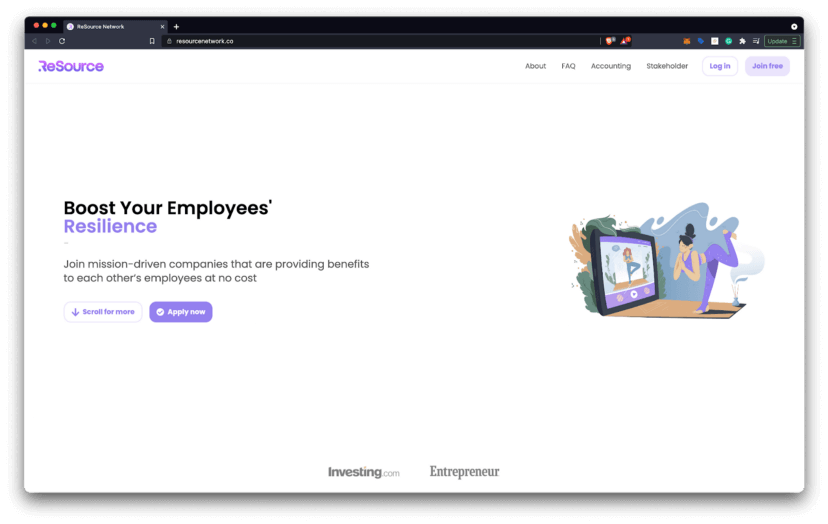 ReSource Network
resourcenetwork.co
Update
ReSource
About
FAQ
Accounting
Stakeholder
Log in
Join free
Boost Your Employees'
Resilience
Join mission-driven companies that are providing benefits
to each other's employees at no cost
Scroll for more
Apply now
Investing.com
Entrepreneur